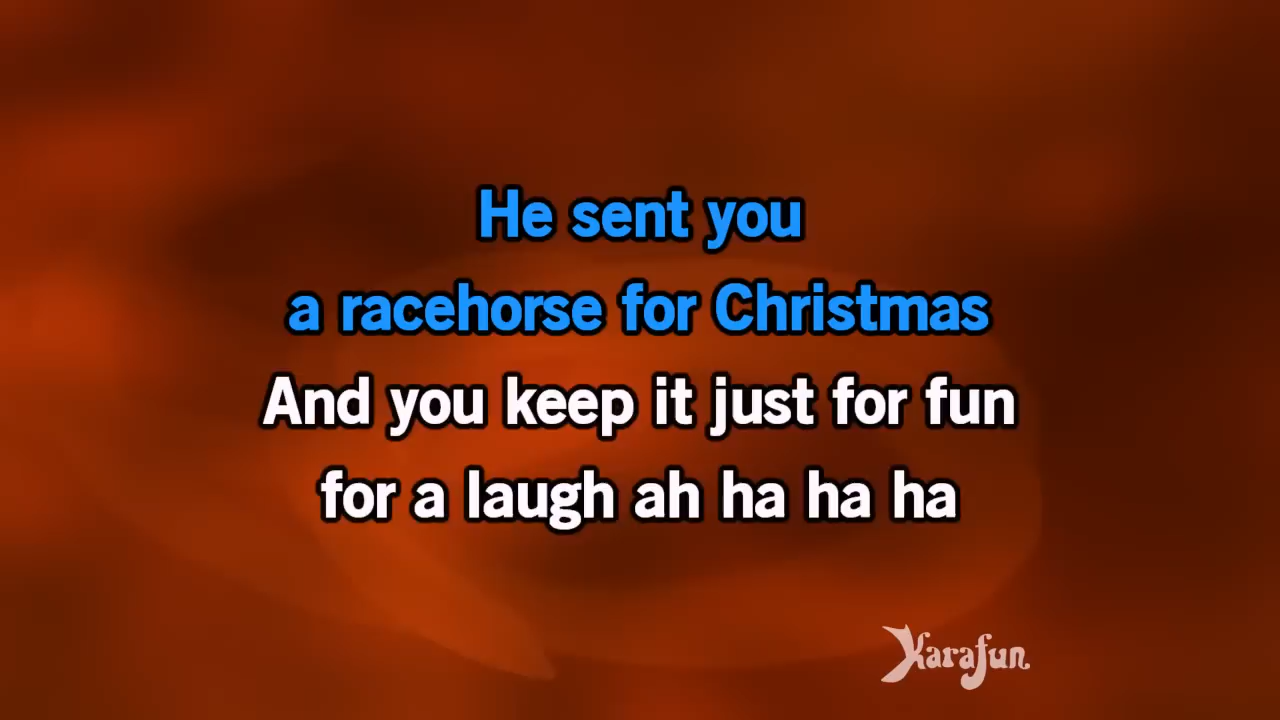 He sent you
a racehorse for Christmas
And you keep it just for fun
for a laugh ah ha ha ha
Karafun